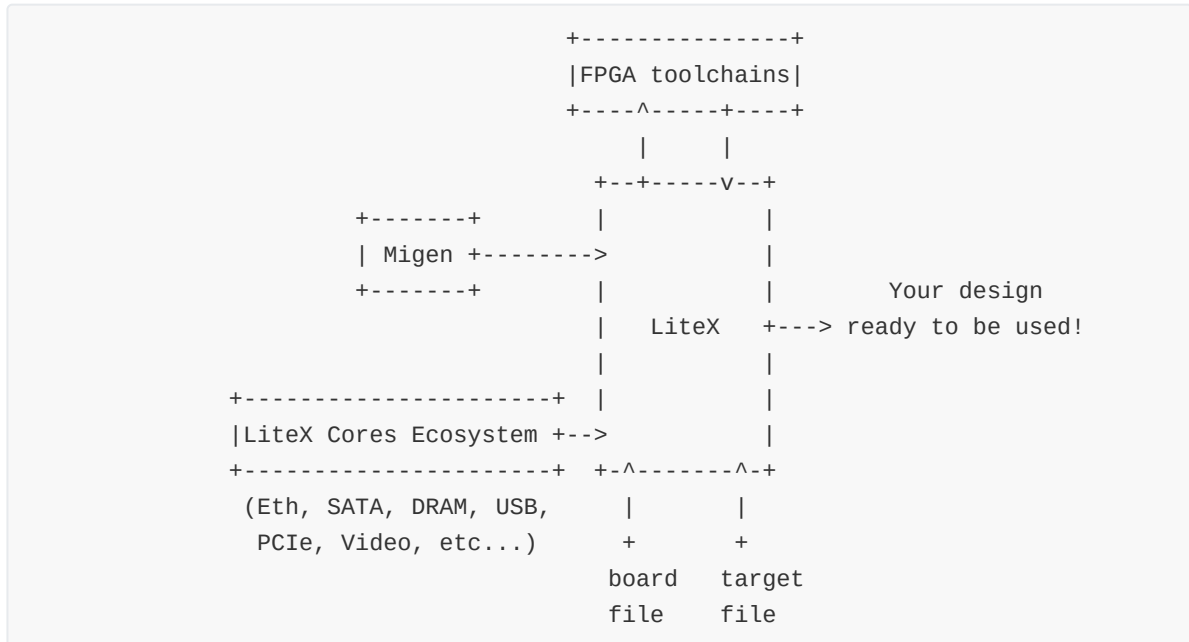 FPGA toolchains
Migen
Your design
LiteX ready to be used!
LiteX Cores Ecosystem
(Eth, SATA, DRAM, USB,
PCIe, Video, etc...)
board target
file file